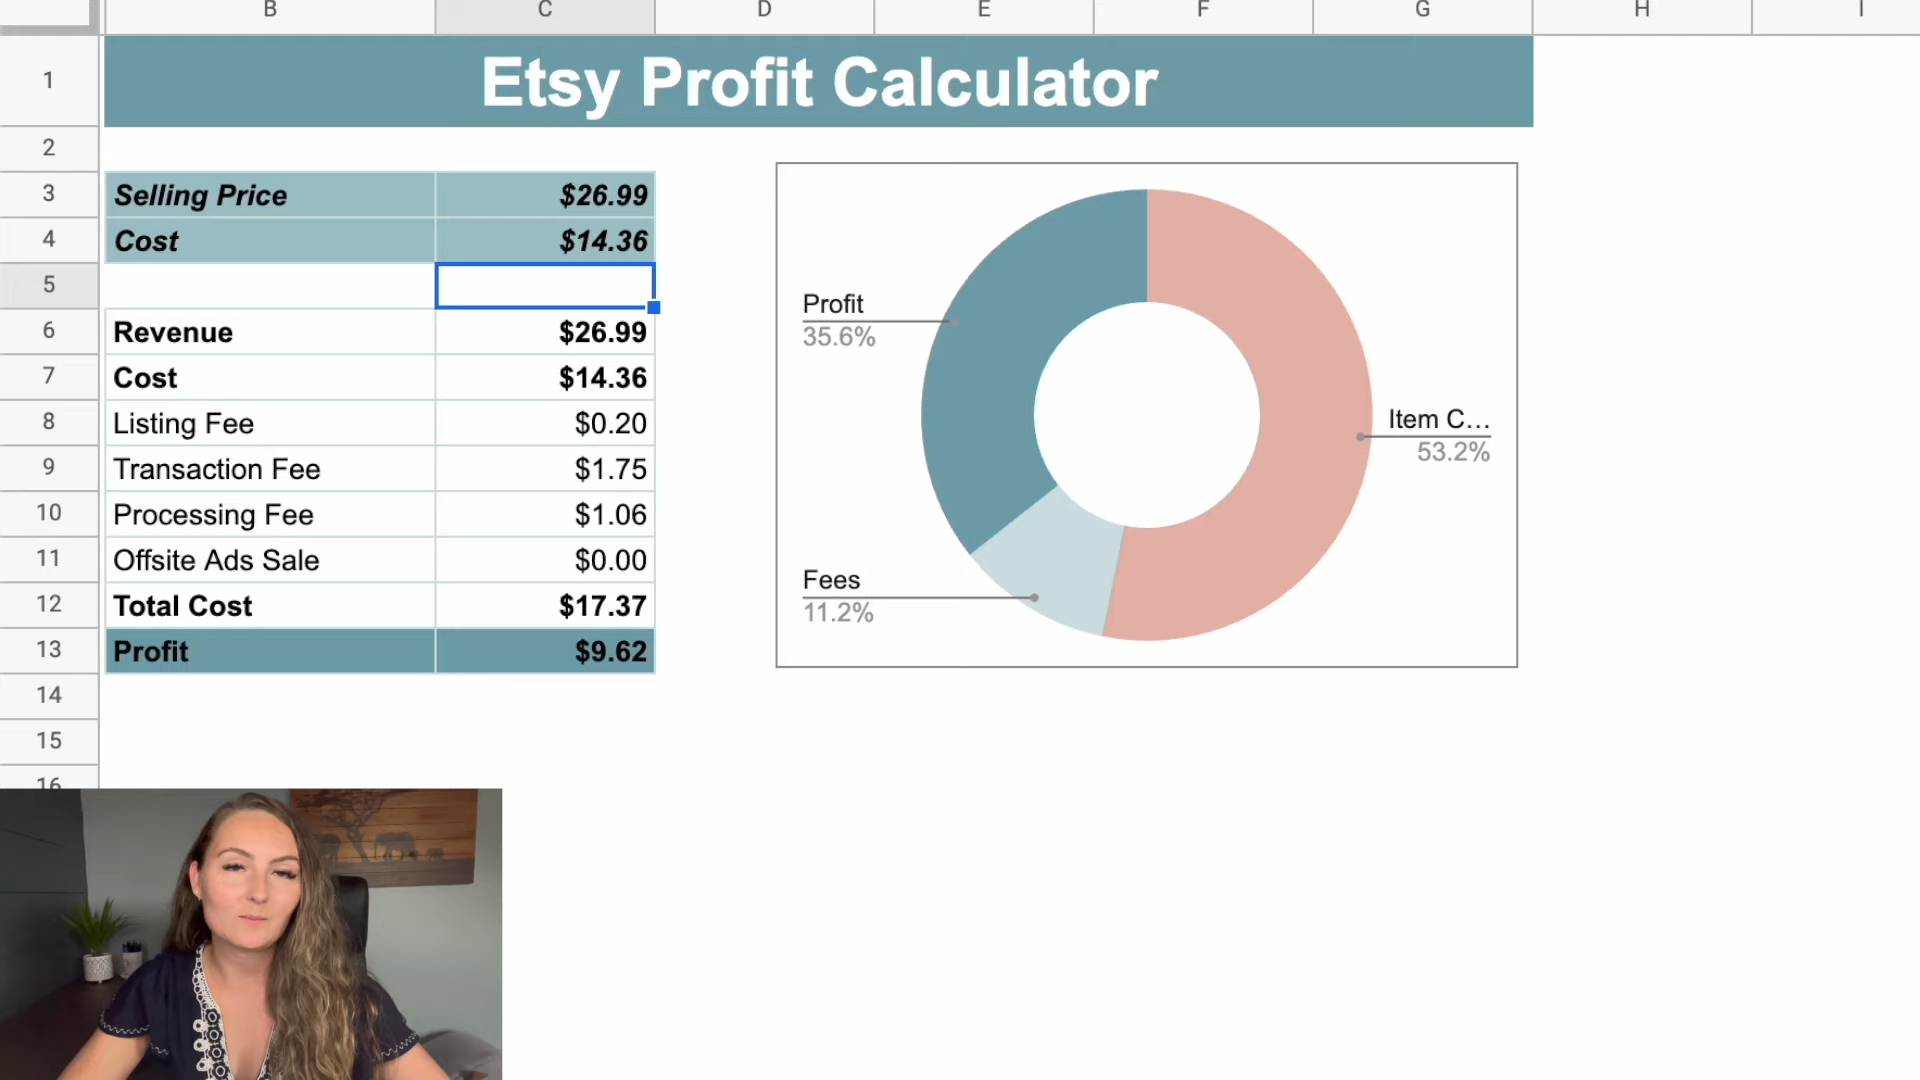 B C D E F G H I
1 Etsy Profit Calculator
2
3 Selling Price $26.99
4 Cost $14.36
5
6 Revenue $26.99
7 Cost $14.36
8 Listing Fee $0.20
9 Transaction Fee $1.75
10 Processing Fee $1.06
11 Offsite Ads Sale $0.00
12 Total Cost $17.37
13 Profit $9.62
14
15
16
Profit
35.6%
Item C...
53.2%
Fees
11.2%